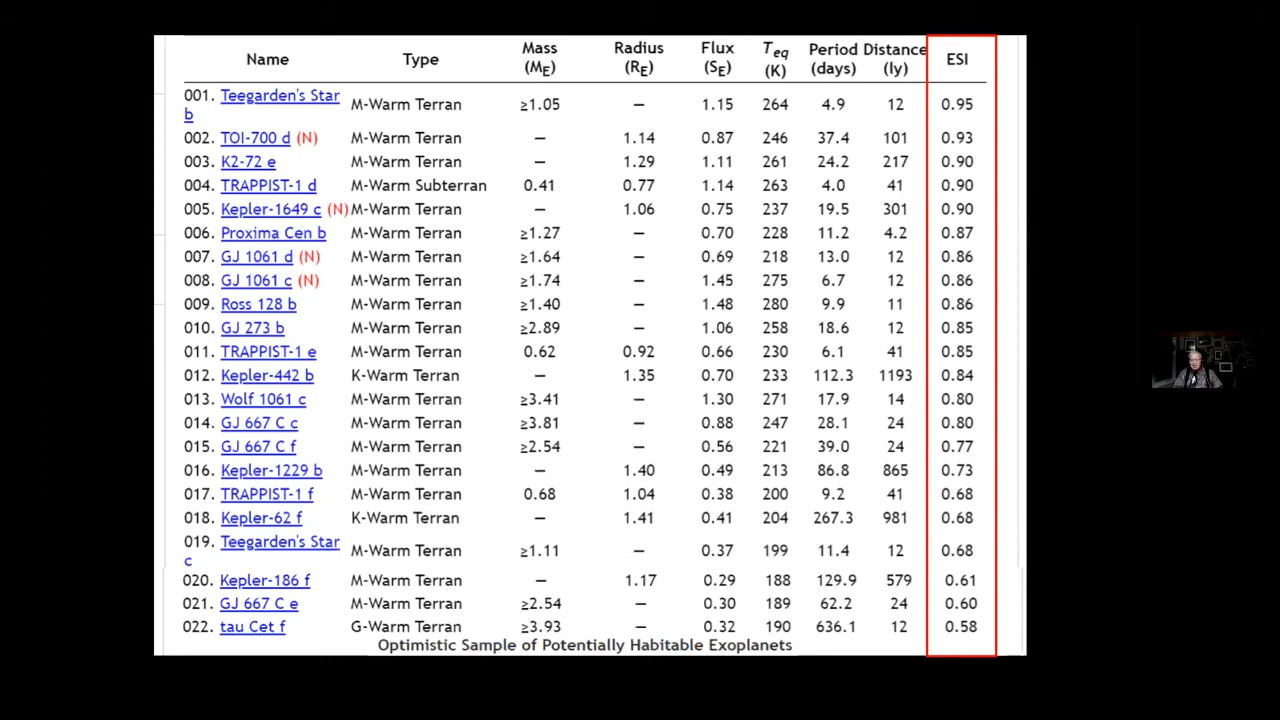 Name Type Mass (ME) Radius (RE) Flux (SE) Teq (K) Period (days) Distance (ly) ESI
001. Teegarden's Star b M-Warm Terran ≥1.05 — 1.15 264 4.9 12 0.95
002. TOI-700 d (N) M-Warm Terran — 1.14 0.87 246 37.4 101 0.93
003. K2-72 e M-Warm Terran — 1.29 1.11 261 24.2 217 0.90
004. TRAPPIST-1 d M-Warm Subterran 0.41 0.77 1.14 263 4.0 41 0.90
005. Kepler-1649 c (N) M-Warm Terran — 1.06 0.75 237 19.5 301 0.90
006. Proxima Cen b M-Warm Terran ≥1.27 — 0.70 228 11.2 4.2 0.87
007. GJ 1061 d (N) M-Warm Terran ≥1.64 — 0.69 218 13.0 12 0.86
008. GJ 1061 c (N) M-Warm Terran ≥1.74 — 1.45 275 6.7 12 0.86
009. Ross 128 b M-Warm Terran ≥1.40 — 1.48 280 9.9 11 0.86
010. GJ 273 b M-Warm Terran ≥2.89 — 1.06 258 18.6 12 0.85
011. TRAPPIST-1 e M-Warm Terran 0.62 0.92 0.66 230 6.1 41 0.85
012. Kepler-442 b K-Warm Terran — 1.35 0.70 233 112.3 1193 0.84
013. Wolf 1061 c M-Warm Terran ≥3.41 — 1.30 271 17.9 14 0.80
014. GJ 667 C c M-Warm Terran ≥3.81 — 0.88 247 28.1 24 0.80
015. GJ 667 C f M-Warm Terran ≥2.54 — 0.56 221 39.0 24 0.77
016. Kepler-1229 b M-Warm Terran — 1.40 0.49 213 86.8 865 0.73
017. TRAPPIST-1 f M-Warm Terran 0.68 1.04 0.38 200 9.2 41 0.68
018. Kepler-62 f K-Warm Terran — 1.41 0.41 204 267.3 981 0.68
019. Teegarden's Star c M-Warm Terran ≥1.11 — 0.37 199 11.4 12 0.68
020. Kepler-186 f M-Warm Terran — 1.17 0.29 188 129.9 579 0.61
021. GJ 667 C e M-Warm Terran ≥2.54 — 0.30 189 62.2 24 0.60
022. tau Cet f G-Warm Terran ≥3.93 — 0.32 190 636.1 12 0.58
Optimistic Sample of Potentially Habitable Exoplanets